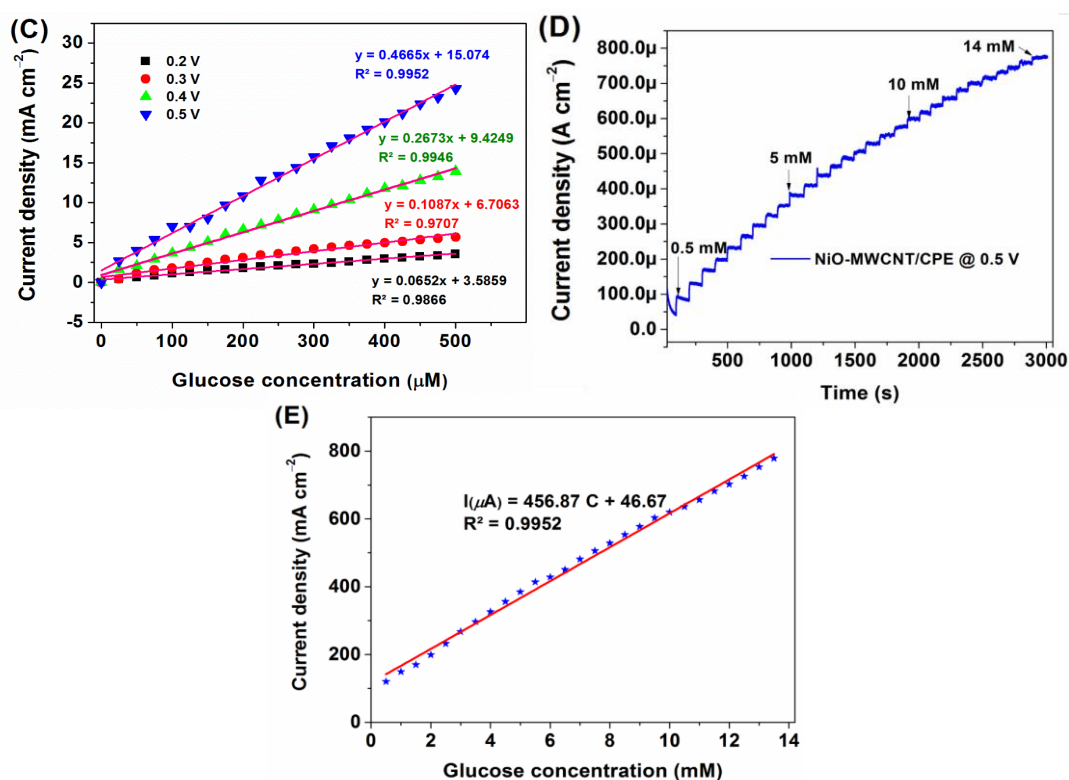 (C)
Current density (mA cm⁻²)
30
25
20
15
10
5
0
-5
0.2 V
0.3 V
0.4 V
0.5 V
y = 0.4665x + 15.074
R² = 0.9952
y = 0.2673x + 9.4249
R² = 0.9946
y = 0.1087x + 6.7063
R² = 0.9707
y = 0.0652x + 3.5859
R² = 0.9866
0 100 200 300 400 500
Glucose concentration (μM)
(D)
Current density (A cm⁻²)
800.0μ
700.0μ
600.0μ
500.0μ
400.0μ
300.0μ
200.0μ
100.0μ
0.0
14 mM
10 mM
5 mM
0.5 mM
NiO-MWCNT/CPE @ 0.5 V
500 1000 1500 2000 2500 3000
Time (s)
(E)
Current density (mA cm⁻²)
800
600
400
200
0
I(μA) = 456.87 C + 46.67
R² = 0.9952
0 2 4 6 8 10 12 14
Glucose concentration (mM)